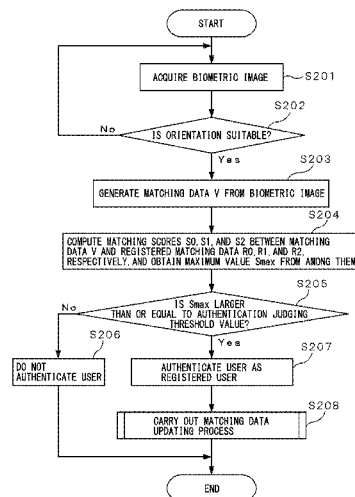 START
ACQUIRE BIOMETRIC IMAGE
S201
S202
No
IS ORIENTATION SUITABLE?
Yes
S203
GENERATE MATCHING DATA V FROM BIOMETRIC IMAGE
S204
COMPUTE MATCHING SCORES S0,S1,AND S2 BETWEEN MATCHING
DATA V AND REGISTERED MATCHING DATA R0,R1,AND R2,
RESPECTIVELY,AND OBTAIN MAXIMUM VALUE Smax FROM AMONG THEM
S205
No
IS Smax LARGER
THAN OR EQUAL TO AUTHENTICATION JUDGING
THRESHOLD VALUE?
S206
Yes
S207
DO NOT
AUTHENTICATE USER
AUTHENTICATE USER AS
REGISTERED USER
S208
CARRY OUT MATCHING DATA
UPDATING PROCESS
END